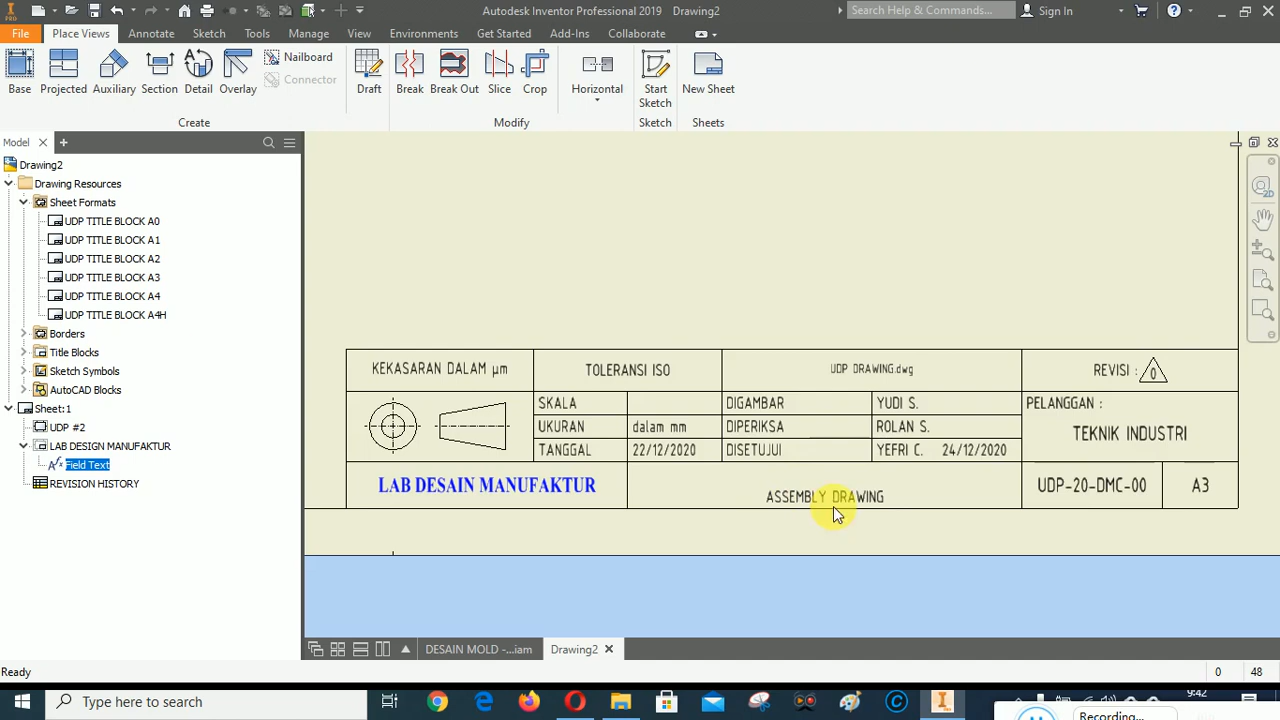 Autodesk Inventor Professional 2019 Drawing2
Search Help & Commands...
Sign In
PRO
File Place Views Annotate Sketch Tools Manage View Environments Get Started Add-Ins Collaborate
Base Projected Auxiliary Section Detail Overlay
Nailboard
Connector
Draft Break Break Out Slice Crop Horizontal Start Sketch New Sheet
Create Modify Sketch Sheets
Model
Drawing2
Drawing Resources
Sheet Formats
UDP TITLE BLOCK A0
UDP TITLE BLOCK A1
UDP TITLE BLOCK A2
UDP TITLE BLOCK A3
UDP TITLE BLOCK A4
UDP TITLE BLOCK A4H
Borders
Title Blocks
Sketch Symbols
AutoCAD Blocks
Sheet:1
UDP #2
LAB DESIGN MANUFAKTUR
Field Text
REVISION HISTORY
2D
KEKASARAN DALAM µm TOLERANSI ISO UDP DRAWING.dwg REVISI : 0
SKALA DIGAMBAR YUDI S. PELANGGAN :
UKURAN dalam mm DIPERIKSA ROLAN S. TEKNIK INDUSTRI
TANGGAL 22/12/2020 DISETUJUI YEFRI C. 24/12/2020
LAB DESAIN MANUFAKTUR ASSEMBLY DRAWING UDP-20-DMC-00 A3
DESAIN MOLD -...iam Drawing2
Ready 0 48
Type here to search
9:42
Recording...